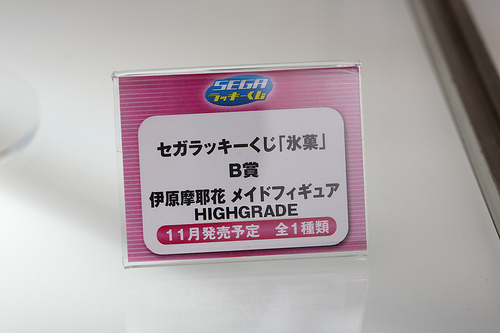 SEGA
ラッキーくじ
セガラッキーくじ「氷菓」
B賞
伊原摩耶花 メイドフィギュア
HIGHGRADE
11月発売予定 全1種類